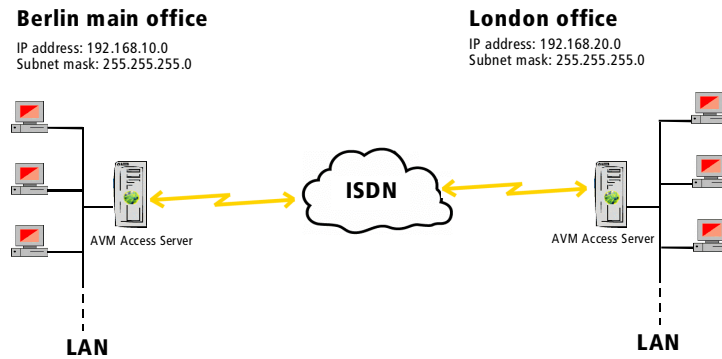 Berlin main office
IP address: 192.168.10.0
Subnet mask: 255.255.255.0
London office
IP address: 192.168.20.0
Subnet mask: 255.255.255.0
ISDN
AVM Access Server
AVM Access Server
LAN
LAN